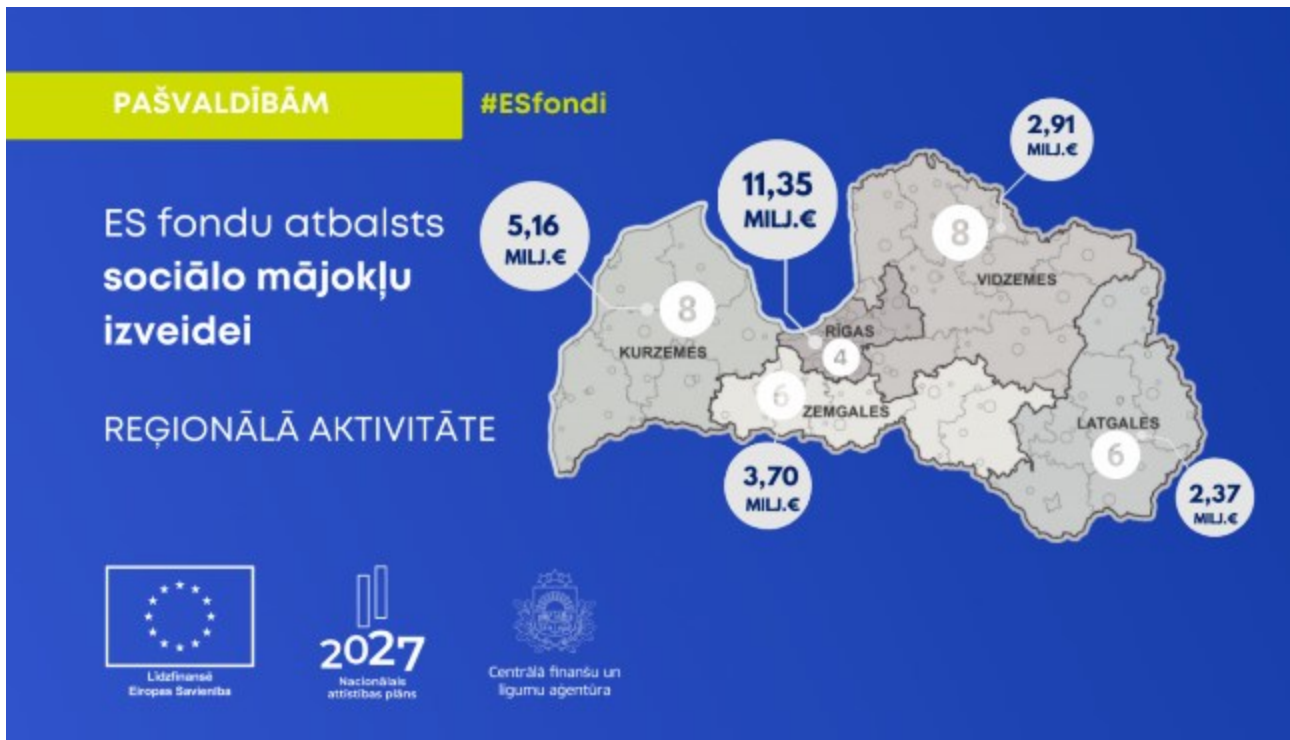 PAŠVALDĪBĀM
#ESfondi
ES fondu atbalsts
sociālo mājokļu
izveidei
REĢIONĀLĀ AKTIVITĀTE
5,16
MILJ.€
11,35
MILJ.€
2,91
MILJ.€
8
VIDZEMES
8
KURZEMES
RĪGAS
4
6
ZEMGALES
LATGALES
6
3,70
MILJ.€
2,37
MILJ.€
Līdzfinansē
Eiropas Savienība
2027
Nacionālais
attīstības plāns
Centrālā finanšu un
līgumu aģentūra